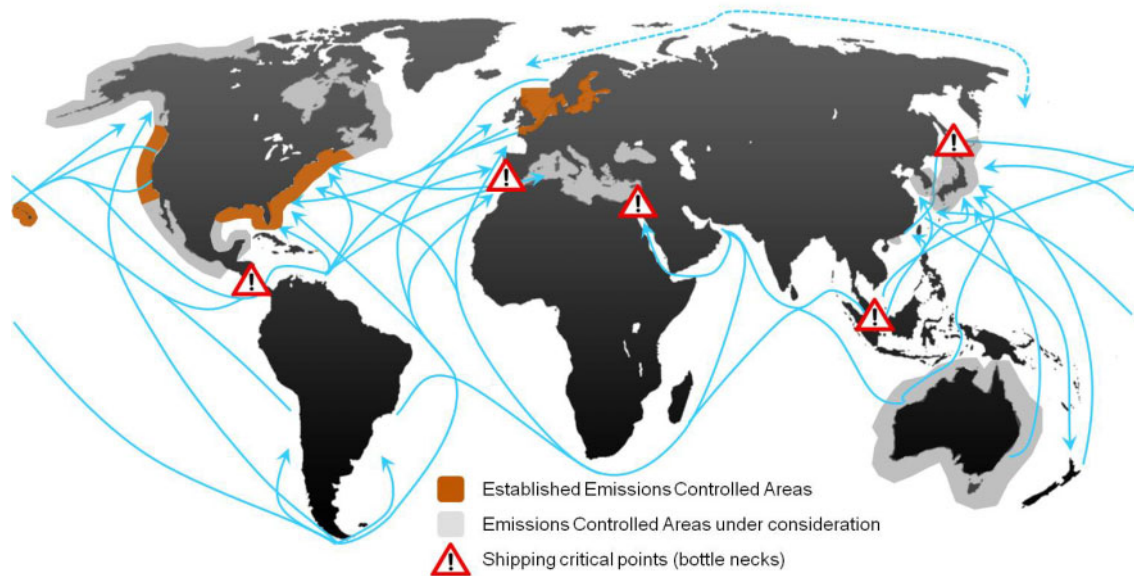 !
!
!
!
!
Established Emissions Controlled Areas
Emissions Controlled Areas under consideration
! Shipping critical points (bottle necks)